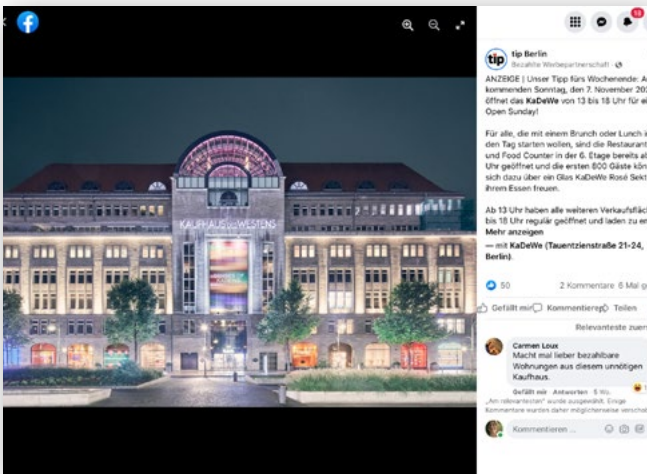 18
tip Berlin
Bezahlte Werbepartnerschaft
tip
ANZEIGE | Unser Tipp fürs Wochenende: A
kommenden Sonntag, den 7. November 202
öffnet das KaDeWe von 13 bis 18 Uhr für ei
Open Sunday!
Für alle, die mit einem Brunch oder Lunch i
den Tag starten wollen, sind die Restaurant
und Food Counter in der 6. Etage bereits ab
Uhr geöffnet und die ersten 800 Gäste kön
sich dazu über ein Glas KaDeWe Rosé Sekt
ihrem Essen freuen.
Ab 13 Uhr haben alle weiteren Verkaufsfläc
bis 18 Uhr regulär geöffnet und laden zu ei
Mehr anzeigen
— mit KaDeWe (Tauentzienstraße 21-24,
Berlin).
50
2 Kommentare 6 Mal ge
Gefällt mir Kommentieren Teilen
Relevanteste zuers
Carmen Loux
Macht mal lieber bezahlbare
Wohnungen aus diesem unnötigen
Kaufhaus.
Gefällt mir Antworten 5 Wo.
„Am relevantesten“ wurde ausgewählt. Einige
Kommentare wurden daher möglicherweise
Kommentieren ...
KAUFHAUS DES WESTENS